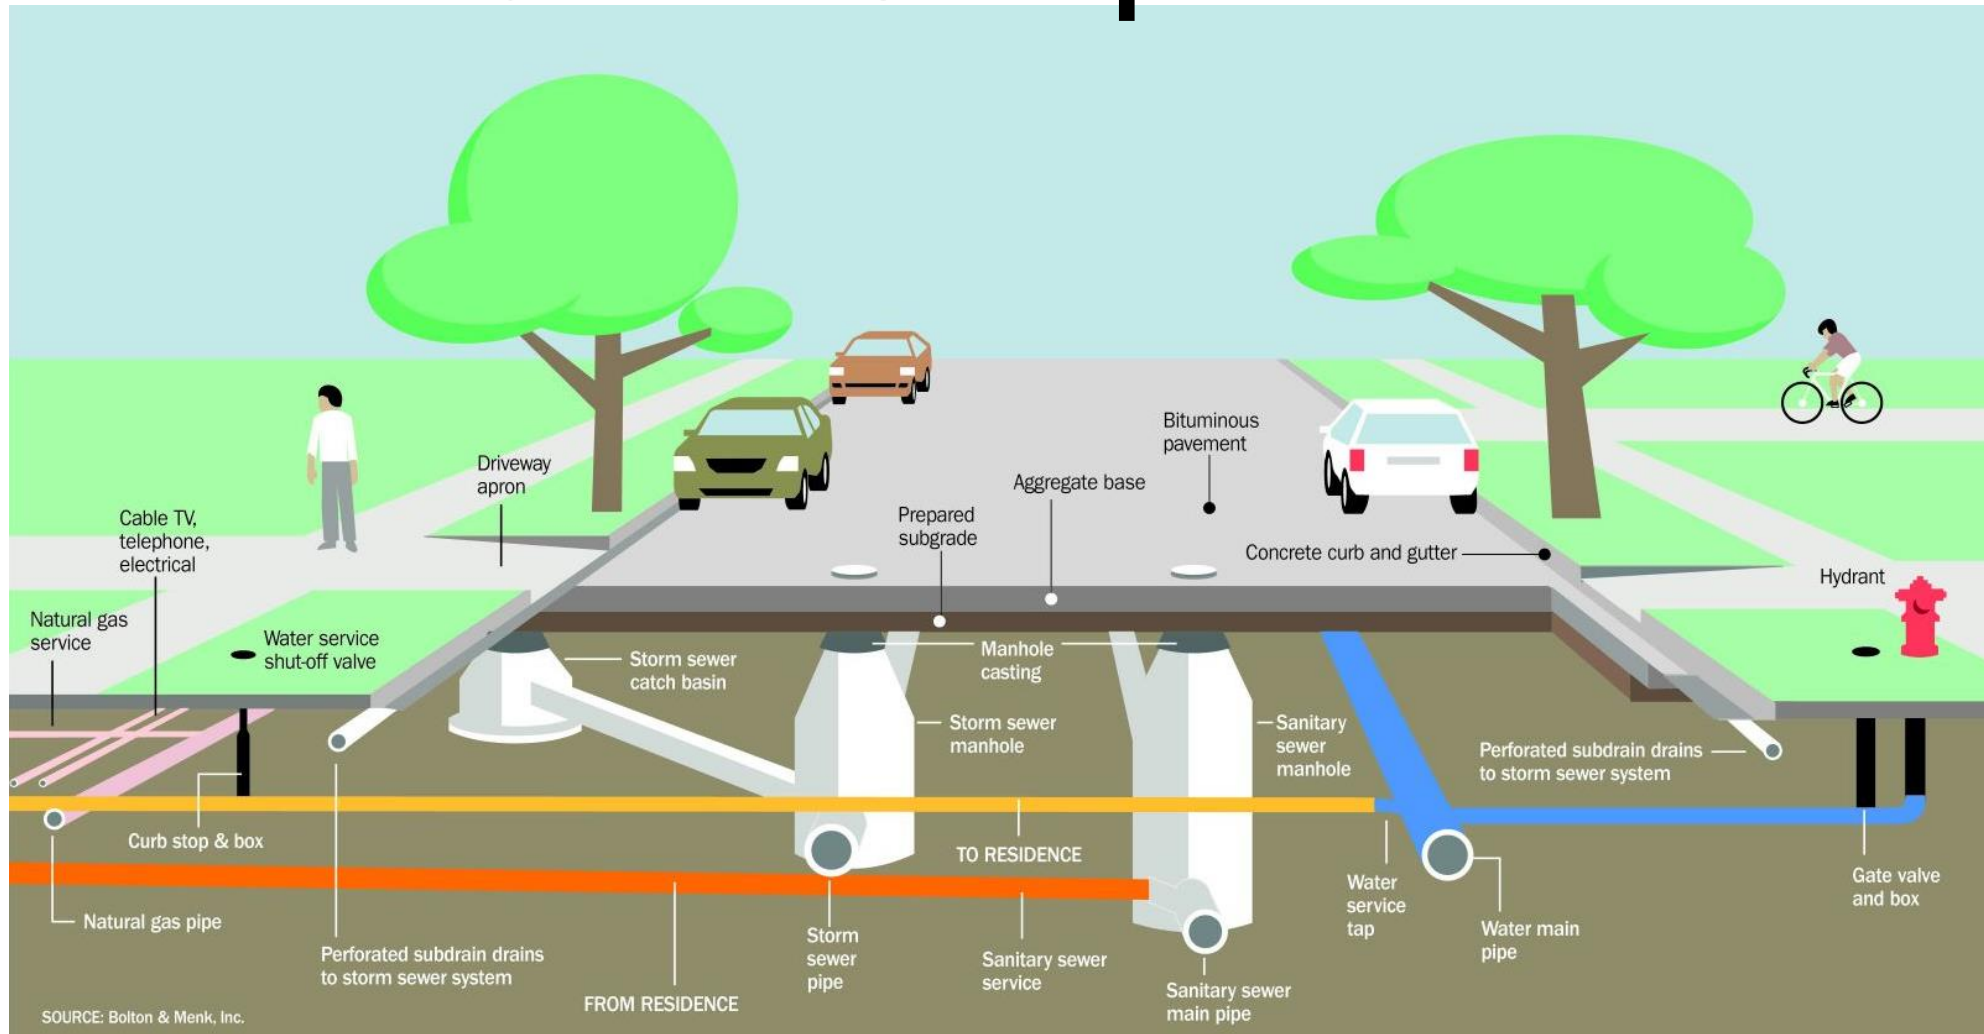 Bituminous
pavement
Driveway
apron
Aggregate base
Cable TV,
telephone,
electrical
Prepared
subgrade
Concrete curb and gutter
Hydrant
Natural gas
service
Water service
shut-off valve
Storm sewer
catch basin
Manhole
casting
Storm sewer
manhole
Sanitary
sewer
manhole
Perforated subdrain drains
to storm sewer system
Curb stop & box
TO RESIDENCE
Water
service
tap
Gate valve
and box
Natural gas pipe
Perforated subdrain drains
to storm sewer system
Storm
sewer
pipe
Sanitary sewer
service
Water main
pipe
FROM RESIDENCE
Sanitary sewer
main pipe
SOURCE: Bolton & Menk, Inc.